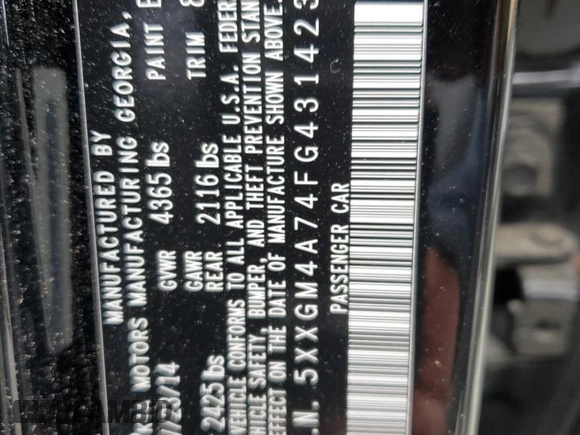 MANUFACTURED BY
MOTORS MANUFACTURING GEORGIA,
/14 GVWR 4365 lbs PAINT
GAWR
2425 lbs REAR 2116 lbs TRIM
VEHICLE CONFORMS TO ALL APPLICABLE U.S.A. FEDER
VEHICLE SAFETY, BUMPER, AND THEFT PREVENTION STAN
EFFECT ON THE DATE OF MANUFACTURE SHOWN ABOVE.
I.N. 5XXGM4A74FG431423
PASSENGER CAR